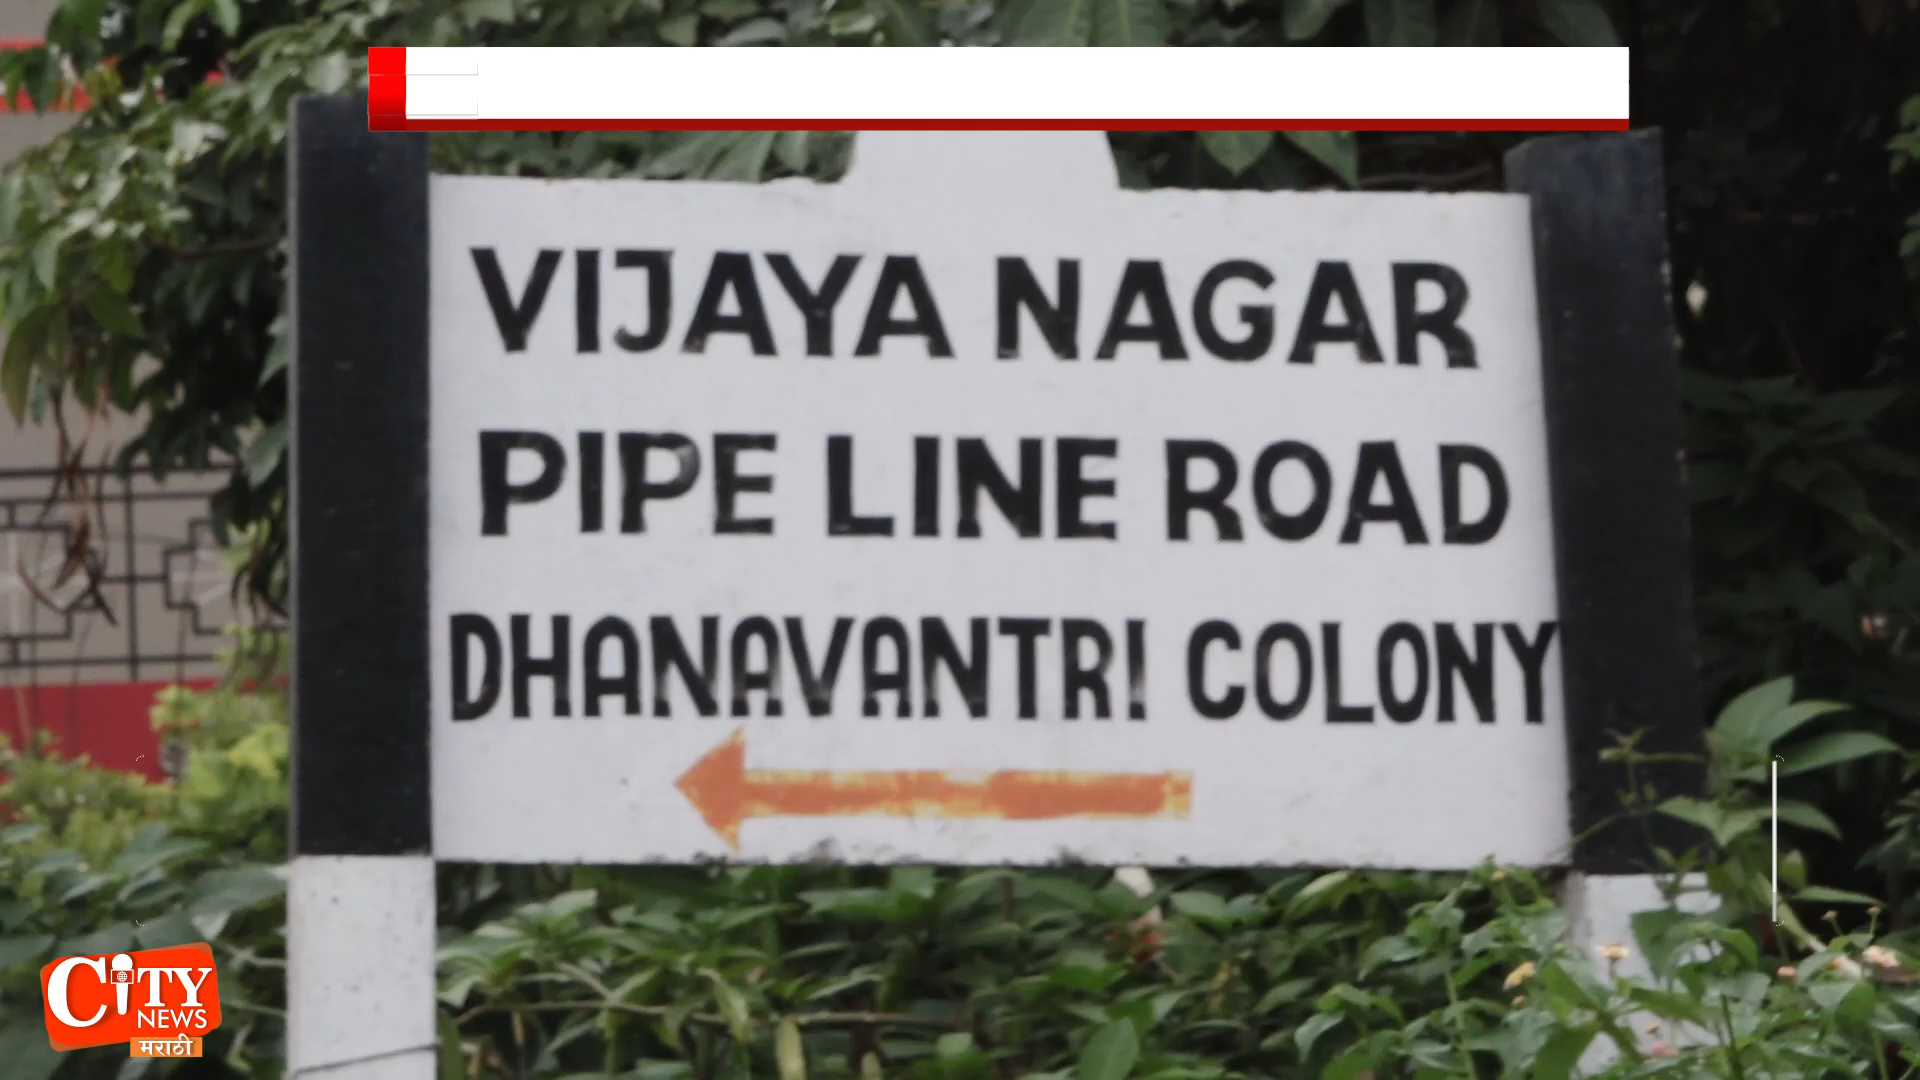 VIJAYA NAGAR
PIPE LINE ROAD
DHANAVANTRI COLONY
CITY
NEWS
मराठी